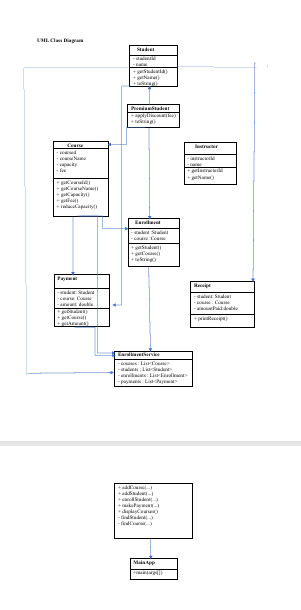 UML Class Diagram
Student
- studentId
- name
+ getStudentId()
+ getName()
+ toString()
PremiumStudent
+ applyDiscount(fee)
+ toString()
Course
- courseId
- courseName
- capacity
- fee
+ getCourseId()
+ getCourseName()
+ getCapacity()
+ getFee()
+ reduceCapacity()
Instructor
- instructorId
- name
+ getInstructorId
+ getName()
Enrollment
- student :Student
- course :Course
+ getStudent()
+ getCourse()
+ toString()
Payment
- student: Student
- course: Course
- amount: double
+ getStudent()
+ getCourse()
+ getAmount()
Receipt
- student: Student
- course : Course
- amountPaid:double
+ printReceipt()
EnrollmentService
- courses : List<Course>
- students : List<Student>
- enrollments : List<Enrollment>
- payments : List<Payment>
+ addCourse(...)
+ addStudent(...)
+ enrollStudent(...)
+ makePayment(...)
+ displayCourses()
- findStudent(...)
- findCourse(...)
MainApp
+main(args[])